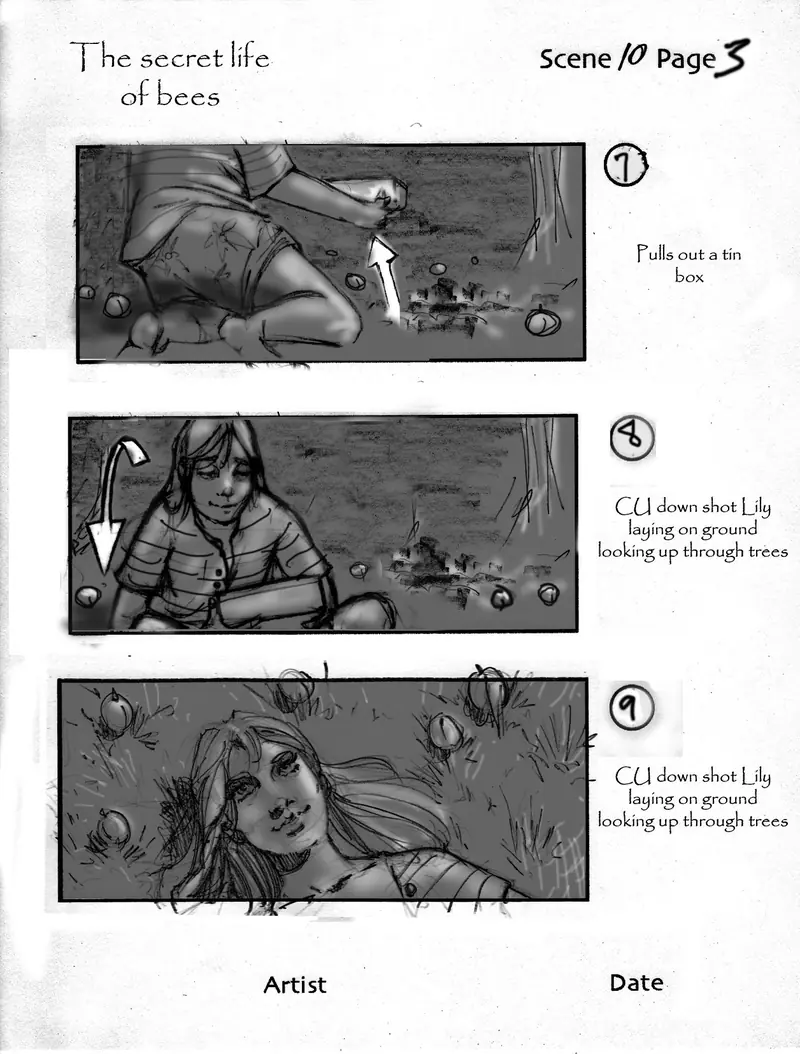 The secret life
of bees
Scene 10 Page 3
7
Pulls out a tin
box
8
CU down shot Lily
laying on ground
looking up through trees
9
CU down shot Lily
laying on ground
looking up through trees
Artist
Date